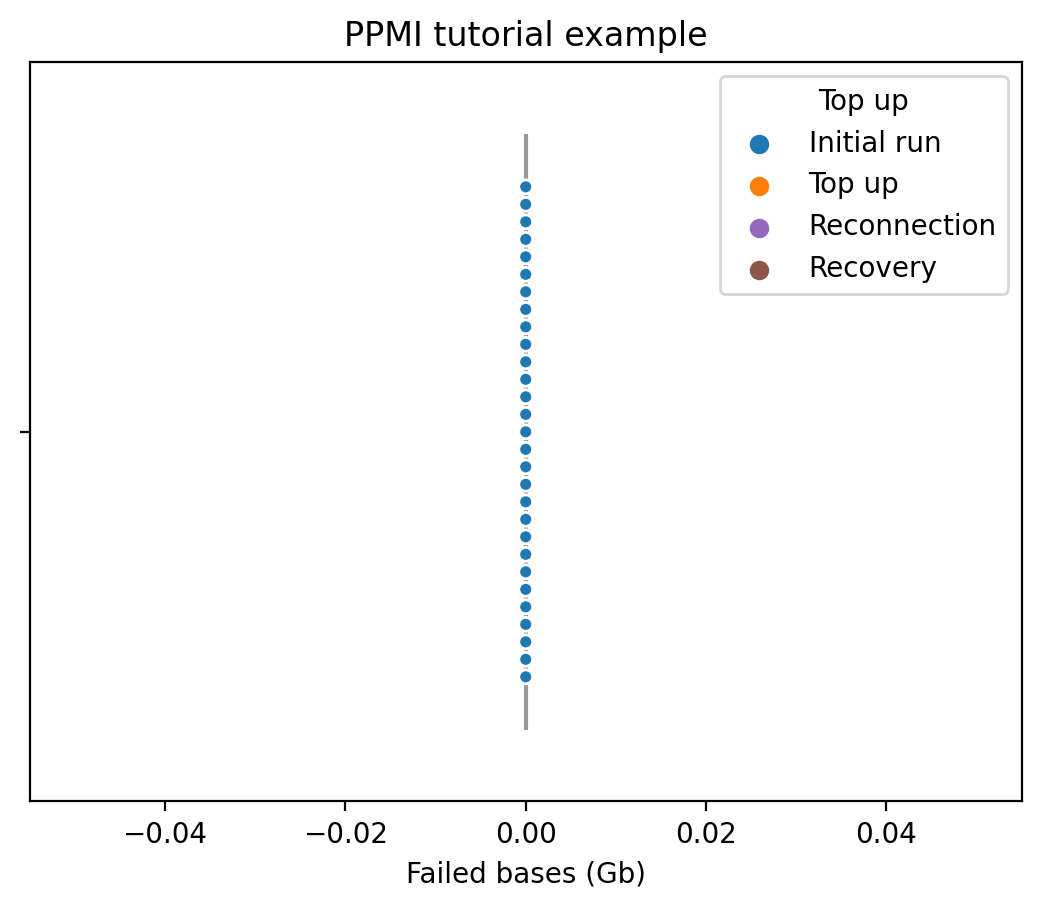 PPMI tutorial example
Top up
Initial run
Top up
Reconnection
Recovery
−0.04 −0.02 0.00 0.02 0.04
Failed bases (Gb)